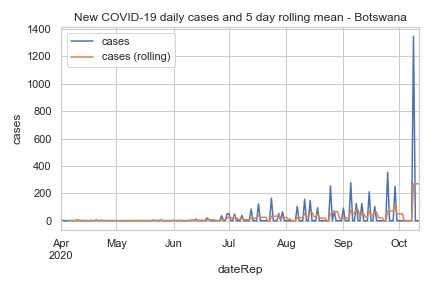 New COVID-19 daily cases and 5 day rolling mean - Botswana
1400
1200
1000
800
600
400
200
0
cases
cases
cases (rolling)
Apr
2020
May
Jun
Jul
Aug
Sep
Oct
dateRep